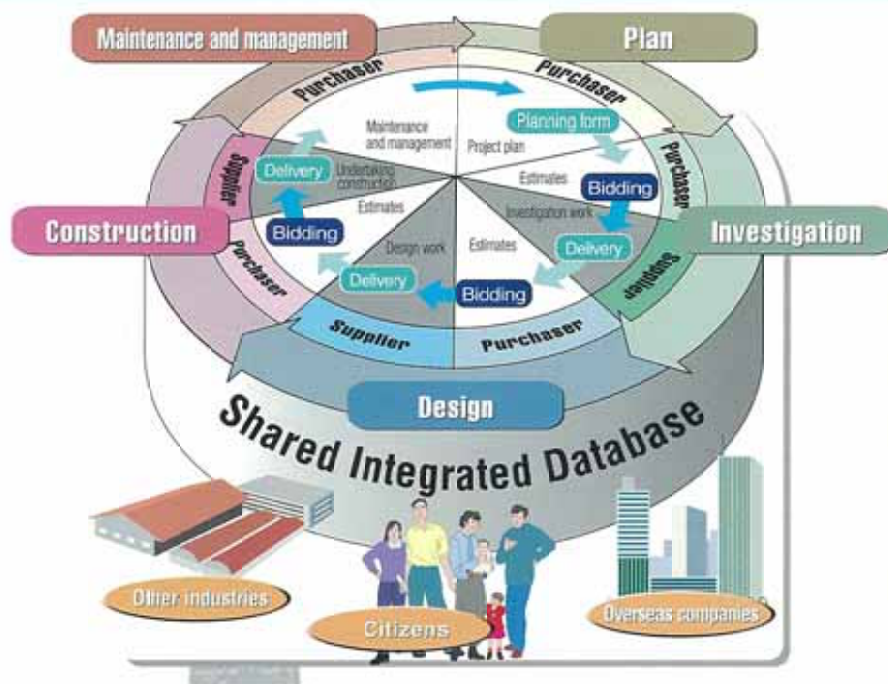 Maintenance and management
Plan
Purchaser
Purchaser
Maintenance
and management
Project plan
Planning form
Purchaser
Estimates
Bidding
Investigation work
Delivery
Supplier
Investigation
Estimates
Bidding
Purchaser
Design work
Delivery
Supplier
Design
Estimates
Bidding
Purchaser
Undertaking
construction
Delivery
Supplier
Construction
Shared Integrated Database
Other industries
Citizens
Overseas companies